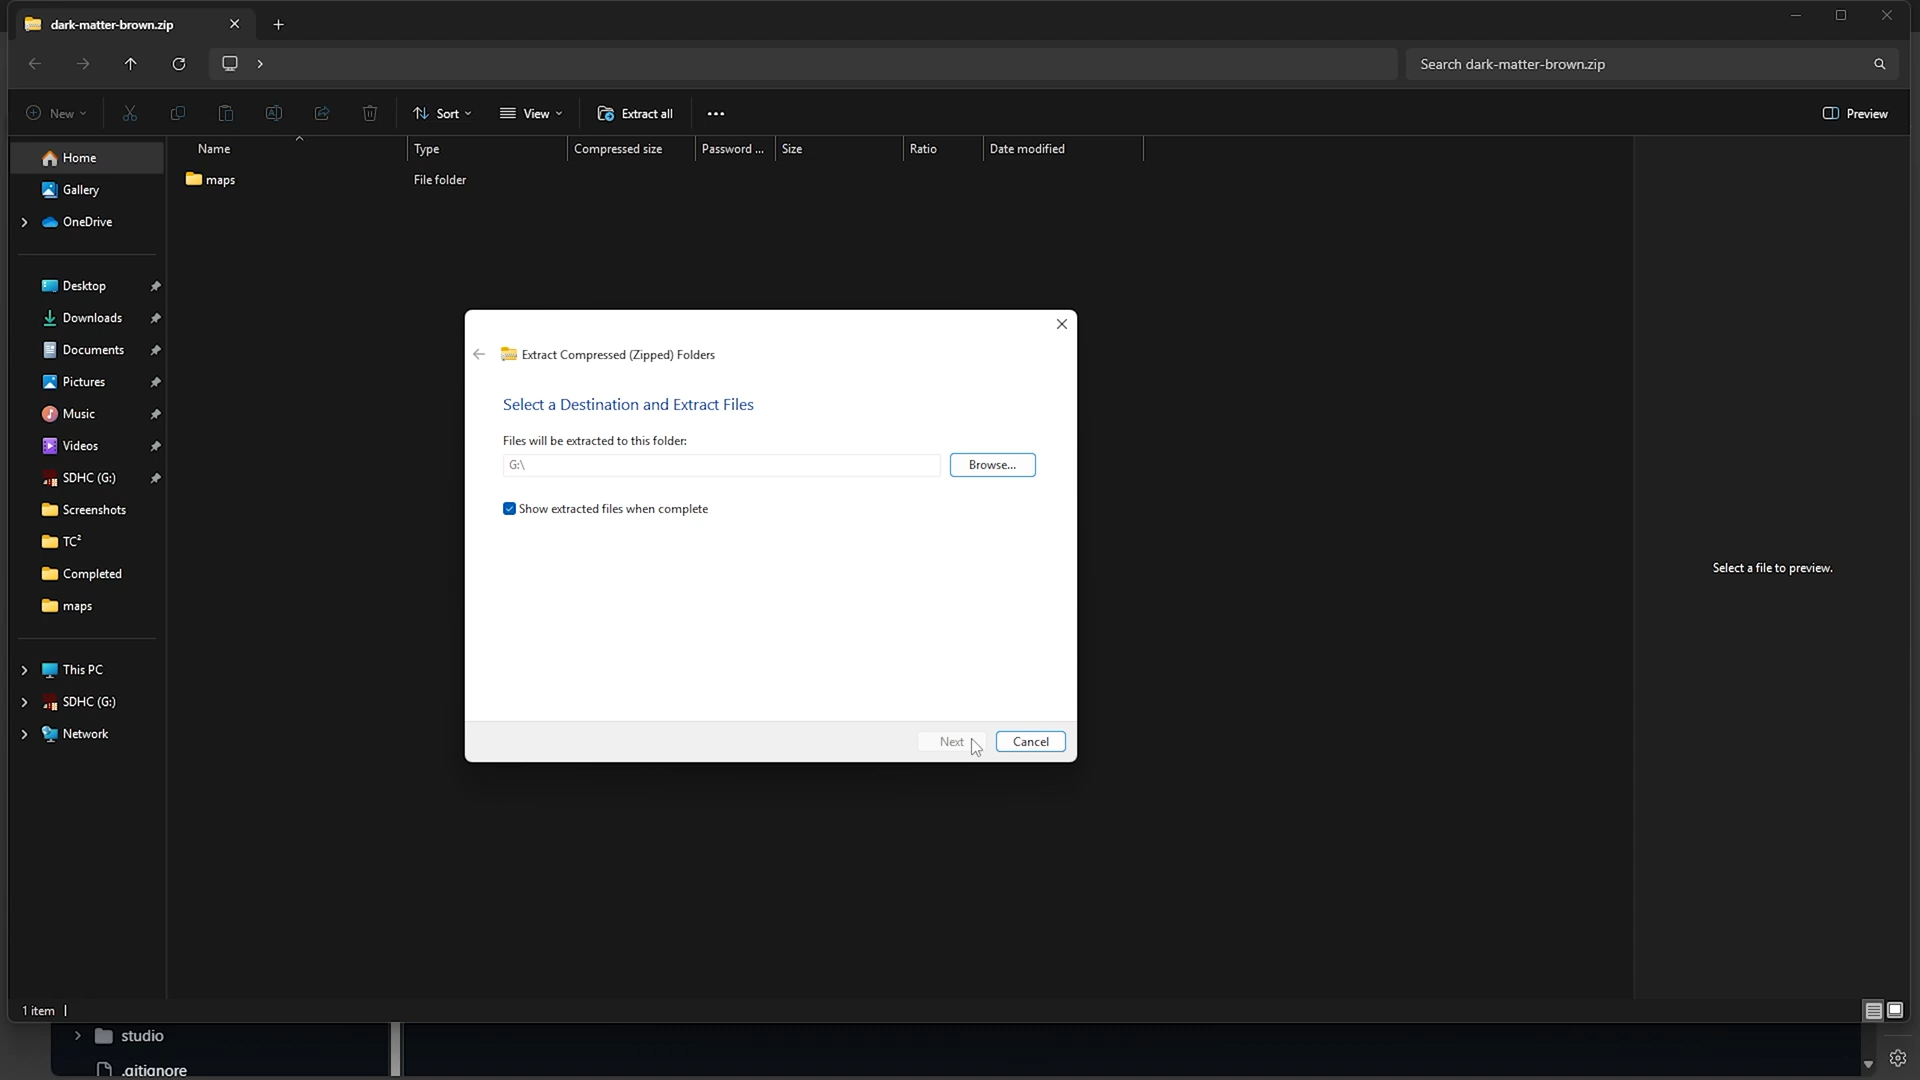 dark-matter-brown.zip
Search dark-matter-brown.zip
New
Sort
View
Extract all
Preview
Name
Type
Compressed size
Password ...
Size
Ratio
Date modified
maps
File folder
Home
Gallery
OneDrive
Desktop
Downloads
Documents
Pictures
Music
Videos
SDHC (G:)
Screenshots
TC²
Completed
maps
This PC
SDHC (G:)
Network
Extract Compressed (Zipped) Folders
Select a Destination and Extract Files
Files will be extracted to this folder:
G:\
Browse...
Show extracted files when complete
Next
Cancel
Select a file to preview.
1 item
studio
.gitignore